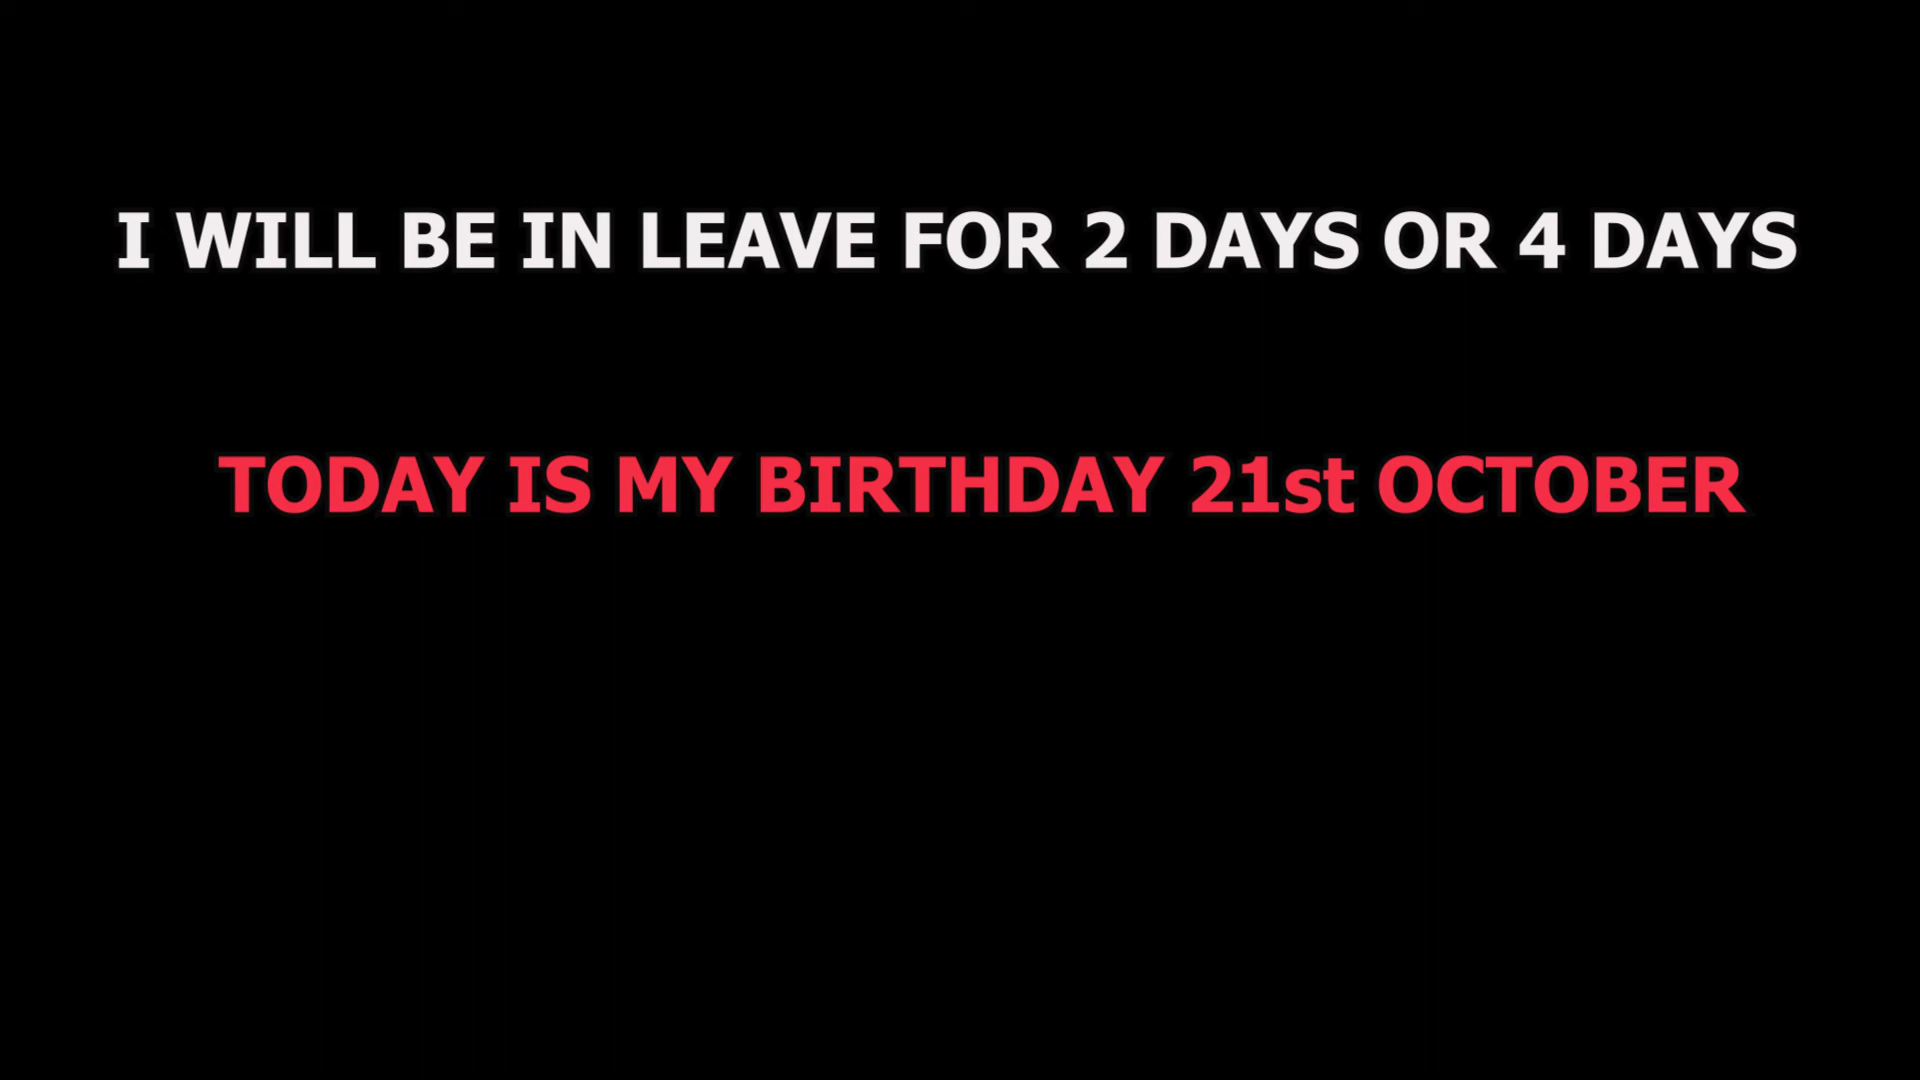 I WILL BE IN LEAVE FOR 2 DAYS OR 4 DAYS
TODAY IS MY BIRTHDAY 21st OCTOBER